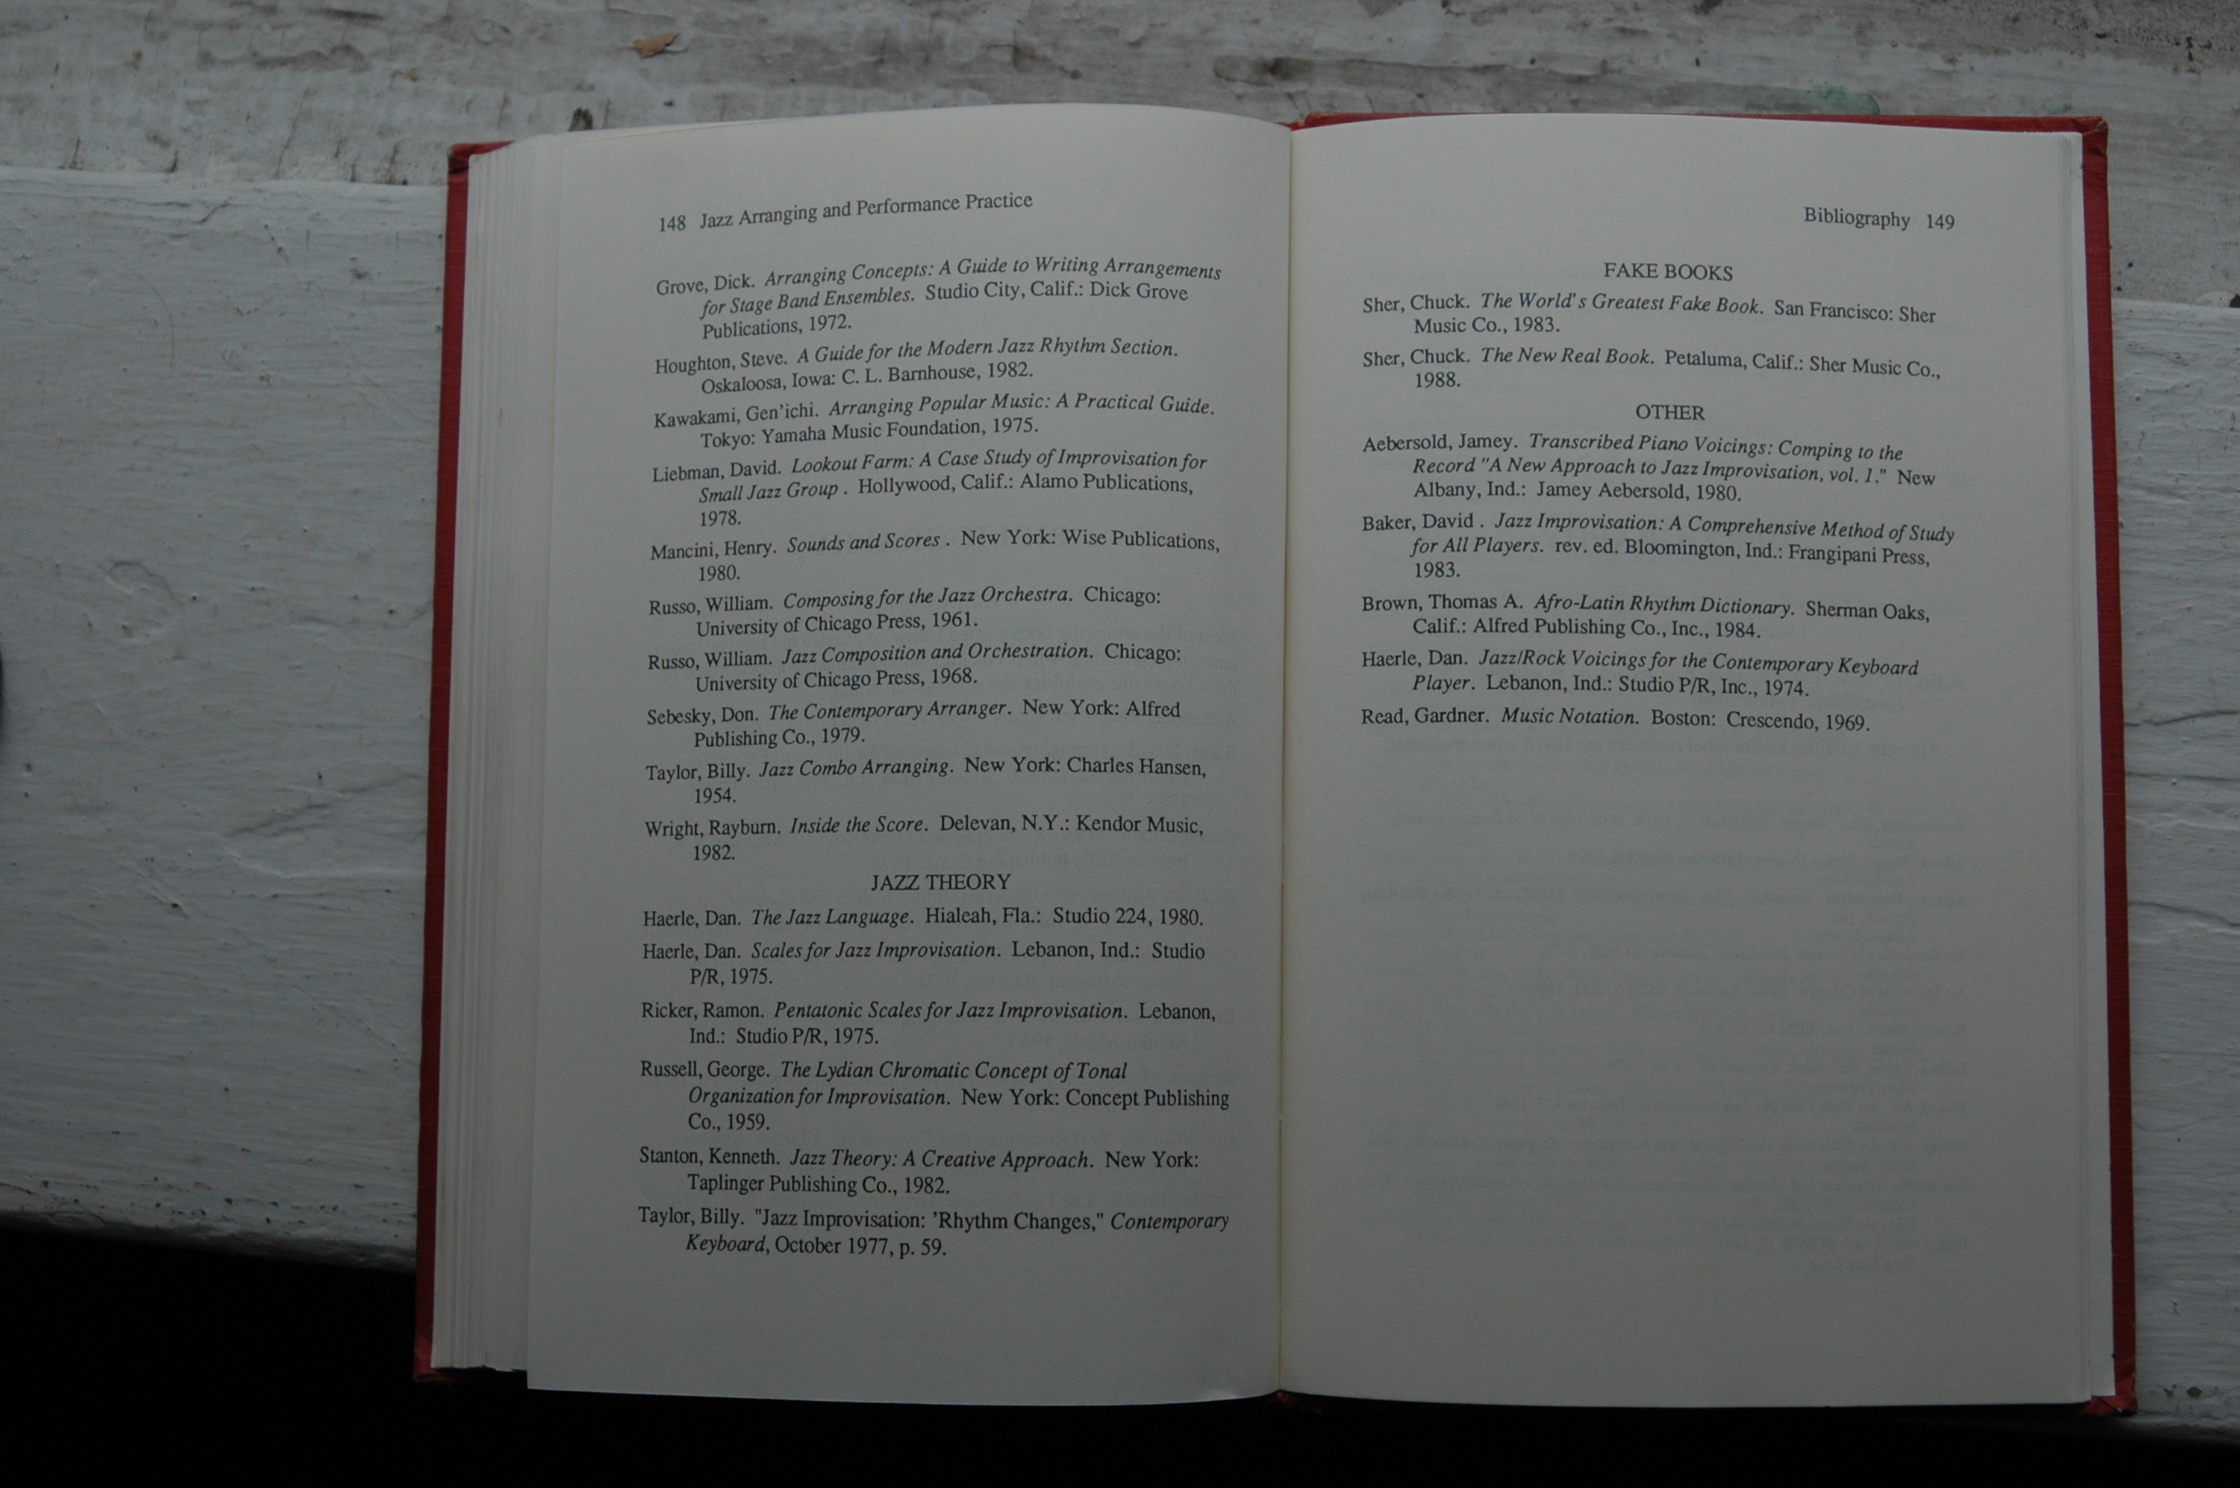 148 Jazz Arranging and Performance Practice
Grove, Dick. Arranging Concepts: A Guide to Writing Arrangements
for Stage Band Ensembles. Studio City, Calif.: Dick Grove
Publications, 1972.
Houghton, Steve. A Guide for the Modern Jazz Rhythm Section.
Oskaloosa, Iowa: C. L. Barnhouse, 1982.
Kawakami, Gen'ichi. Arranging Popular Music: A Practical Guide.
Tokyo: Yamaha Music Foundation, 1975.
Liebman, David. Lookout Farm: A Case Study of Improvisation for
Small Jazz Group . Hollywood, Calif.: Alamo Publications,
1978.
Mancini, Henry. Sounds and Scores . New York: Wise Publications,
1980.
Russo, William. Composing for the Jazz Orchestra. Chicago:
University of Chicago Press, 1961.
Russo, William. Jazz Composition and Orchestration. Chicago:
University of Chicago Press, 1968.
Sebesky, Don. The Contemporary Arranger. New York: Alfred
Publishing Co., 1979.
Taylor, Billy. Jazz Combo Arranging. New York: Charles Hansen,
1954.
Wright, Rayburn. Inside the Score. Delevan, N.Y.: Kendor Music,
1982.
JAZZ THEORY
Haerle, Dan. The Jazz Language. Hialeah, Fla.: Studio 224, 1980.
Haerle, Dan. Scales for Jazz Improvisation. Lebanon, Ind.: Studio
P/R, 1975.
Ricker, Ramon. Pentatonic Scales for Jazz Improvisation. Lebanon,
Ind.: Studio P/R, 1975.
Russell, George. The Lydian Chromatic Concept of Tonal
Organization for Improvisation. New York: Concept Publishing
Co., 1959.
Stanton, Kenneth. Jazz Theory: A Creative Approach. New York:
Taplinger Publishing Co., 1982.
Taylor, Billy. "Jazz Improvisation: 'Rhythm Changes," Contemporary
Keyboard, October 1977, p. 59.
Bibliography 149
FAKE BOOKS
Sher, Chuck. The World's Greatest Fake Book. San Francisco: Sher
Music Co., 1983.
Sher, Chuck. The New Real Book. Petaluma, Calif.: Sher Music Co.,
1988.
OTHER
Aebersold, Jamey. Transcribed Piano Voicings: Comping to the
Record "A New Approach to Jazz Improvisation, vol. 1." New
Albany, Ind.: Jamey Aebersold, 1980.
Baker, David . Jazz Improvisation: A Comprehensive Method of Study
for All Players. rev. ed. Bloomington, Ind.: Frangipani Press,
1983.
Brown, Thomas A. Afro-Latin Rhythm Dictionary. Sherman Oaks,
Calif.: Alfred Publishing Co., Inc., 1984.
Haerle, Dan. Jazz/Rock Voicings for the Contemporary Keyboard
Player. Lebanon, Ind.: Studio P/R, Inc., 1974.
Read, Gardner. Music Notation. Boston: Crescendo, 1969.